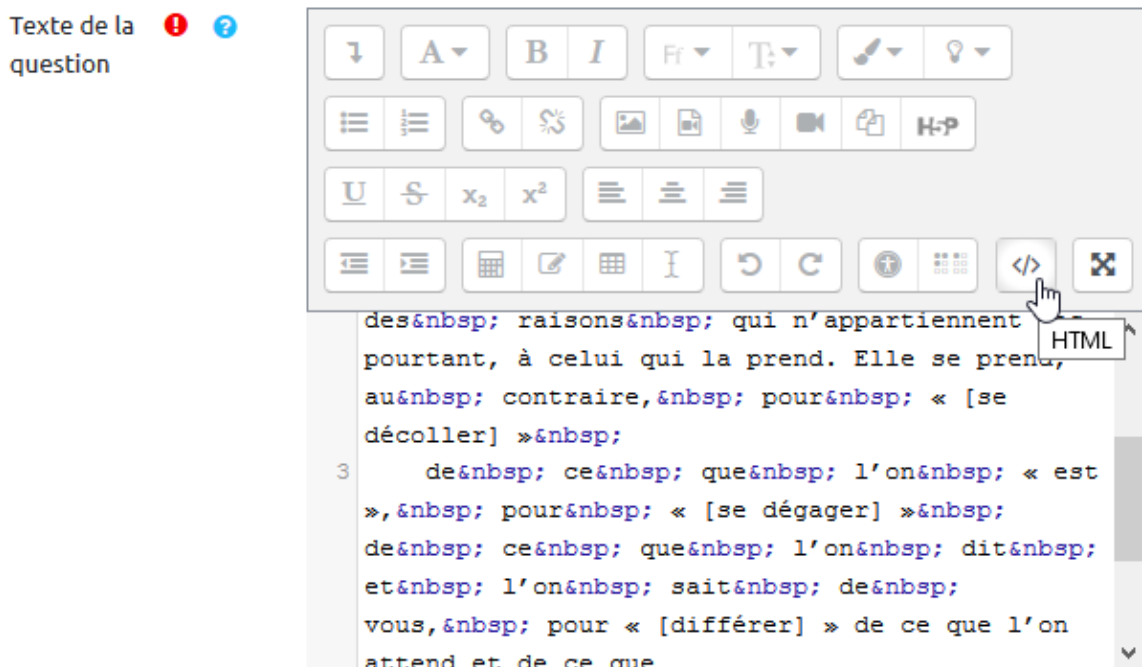 Texte de la
question
A
B I
Ff T
H5P
U S x₂ x²
</>
HTML
des&nbsp; raisons&nbsp; qui n’appartiennent
pourtant, à celui qui la prend. Elle se prend,
au&nbsp; contraire,&nbsp; pour&nbsp; « [se
décoller] »&nbsp;
3 de&nbsp; ce&nbsp; que&nbsp; l’on&nbsp; « est
»,&nbsp; pour&nbsp; « [se dégager] »&nbsp;
de&nbsp; ce&nbsp; que&nbsp; l’on&nbsp; dit&nbsp;
et&nbsp; l’on&nbsp; sait&nbsp; de&nbsp;
vous,&nbsp; pour « [différer] » de ce que l’on
attend et de ce que